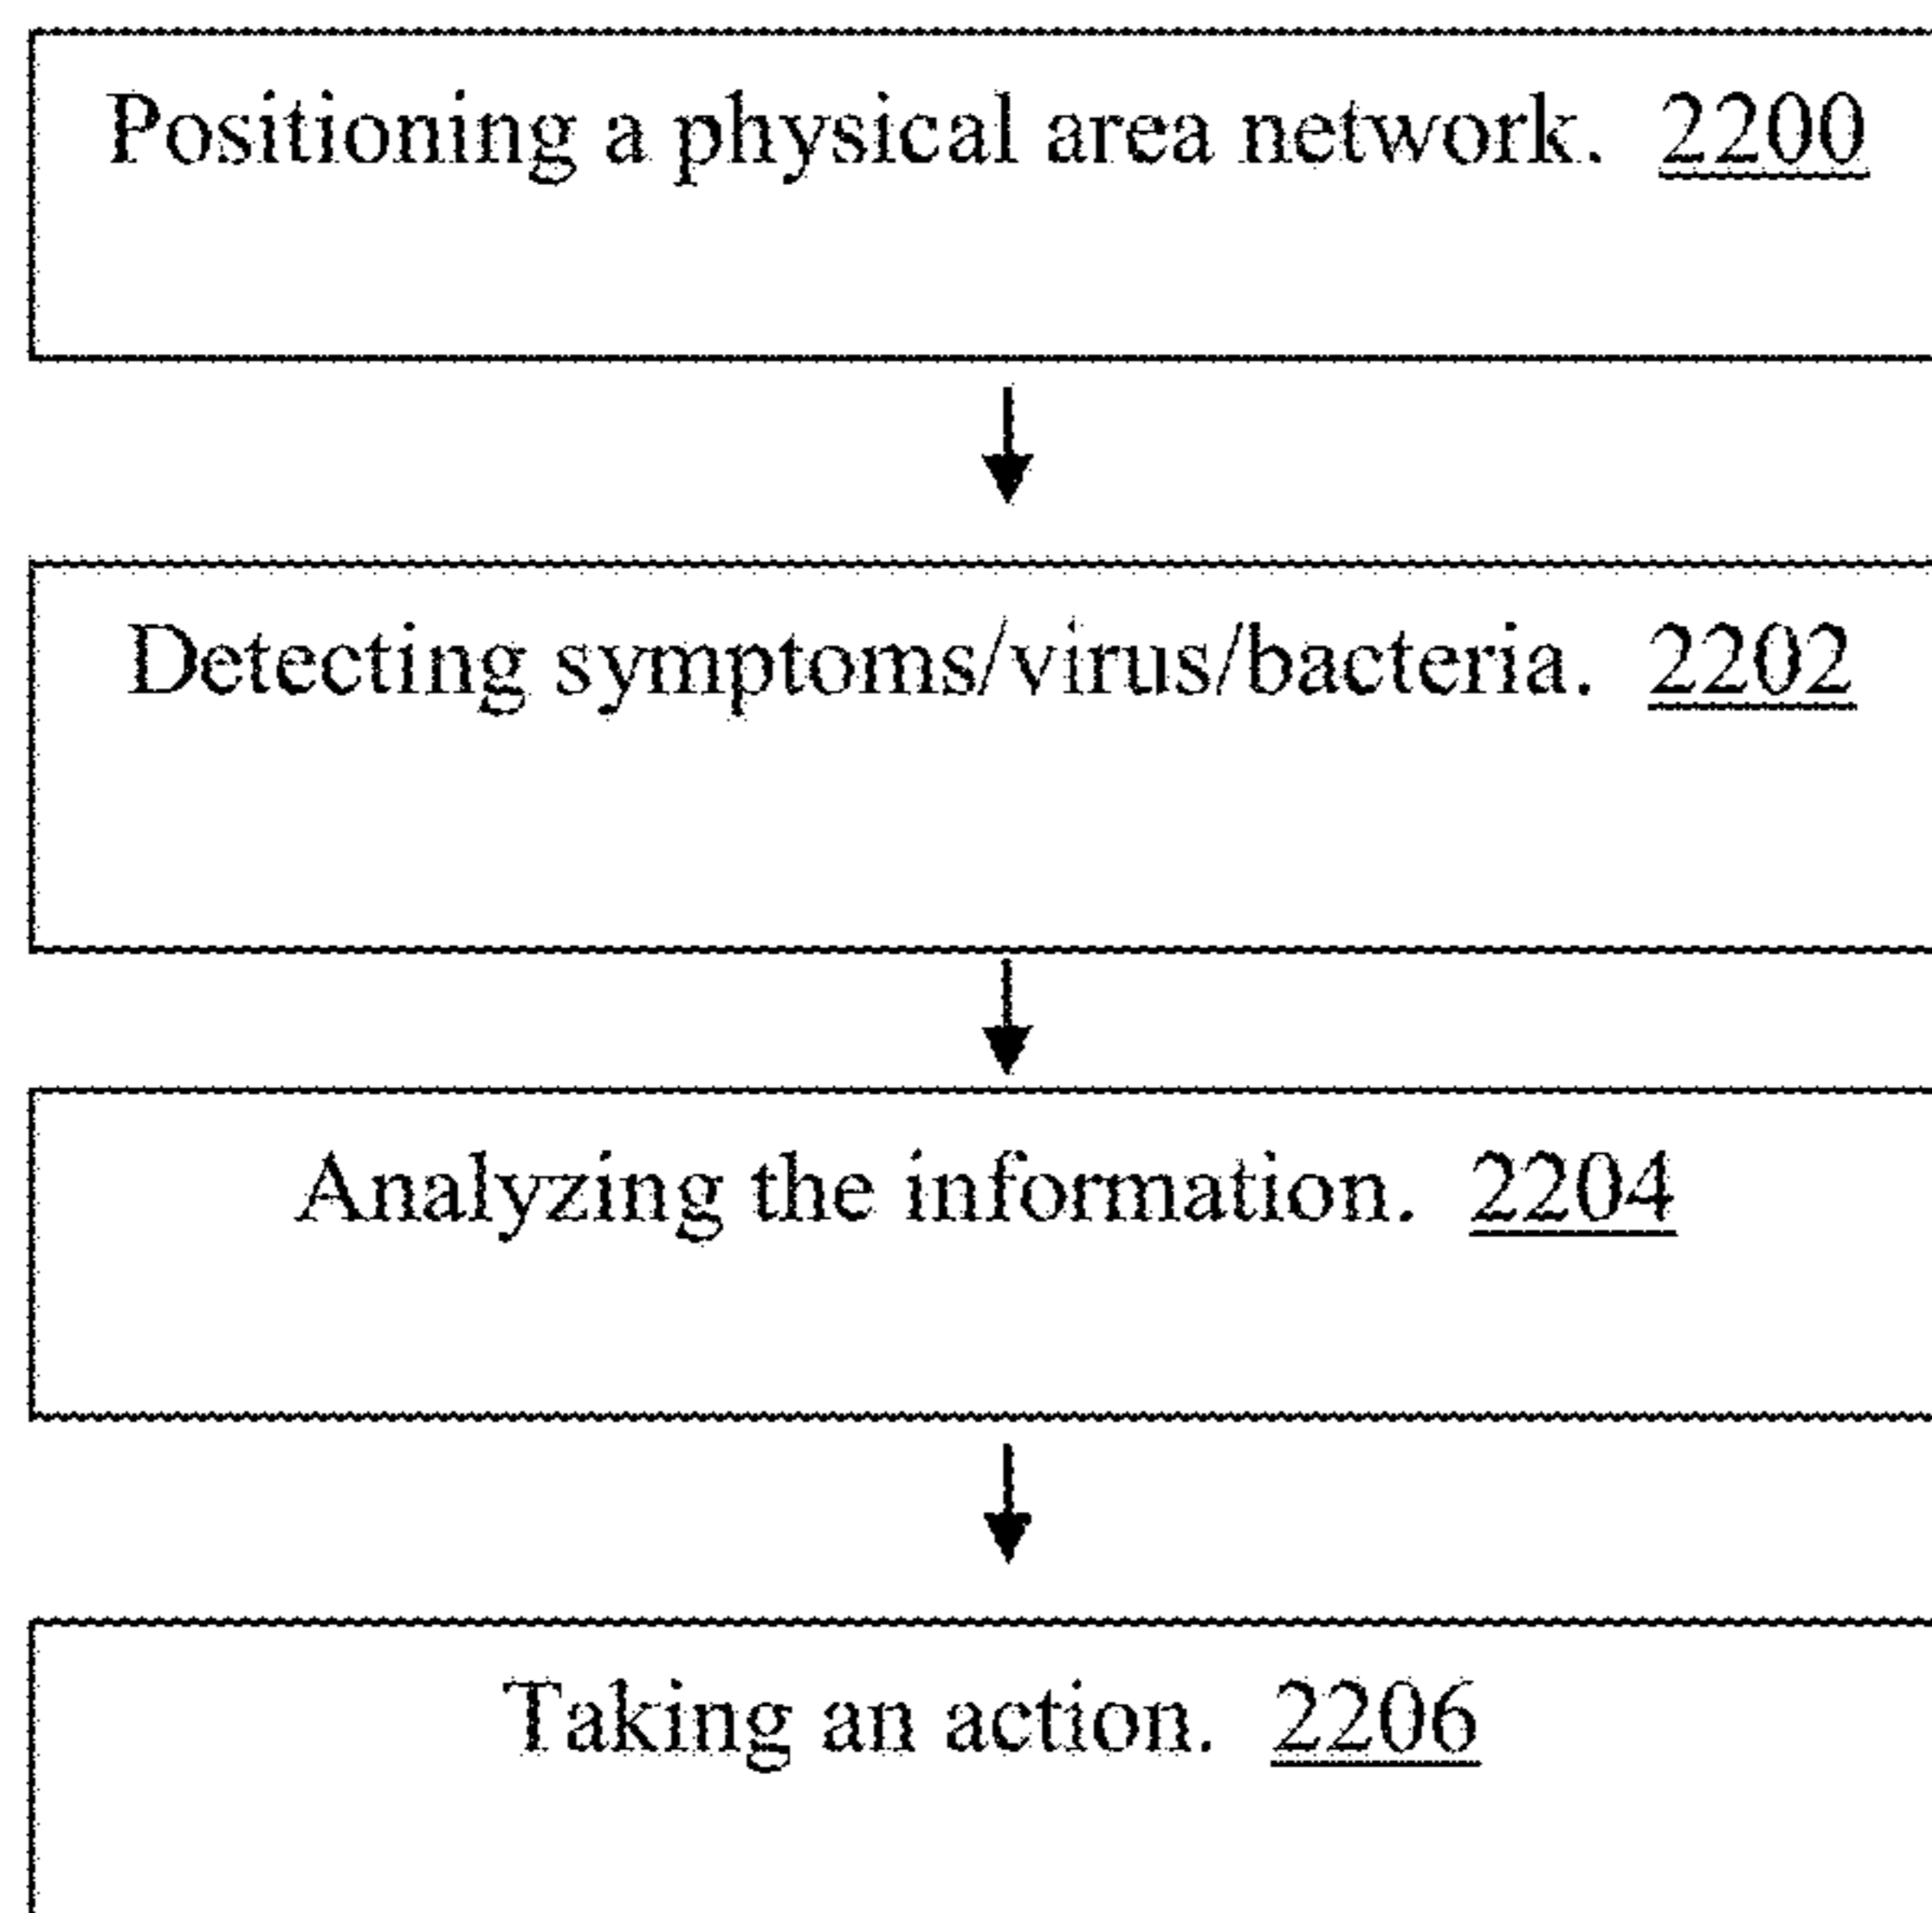 Positioning a physical area network. 2200
Detecting symptoms/virus/bacteria. 2202
Analyzing the information. 2204
Taking an action. 2206